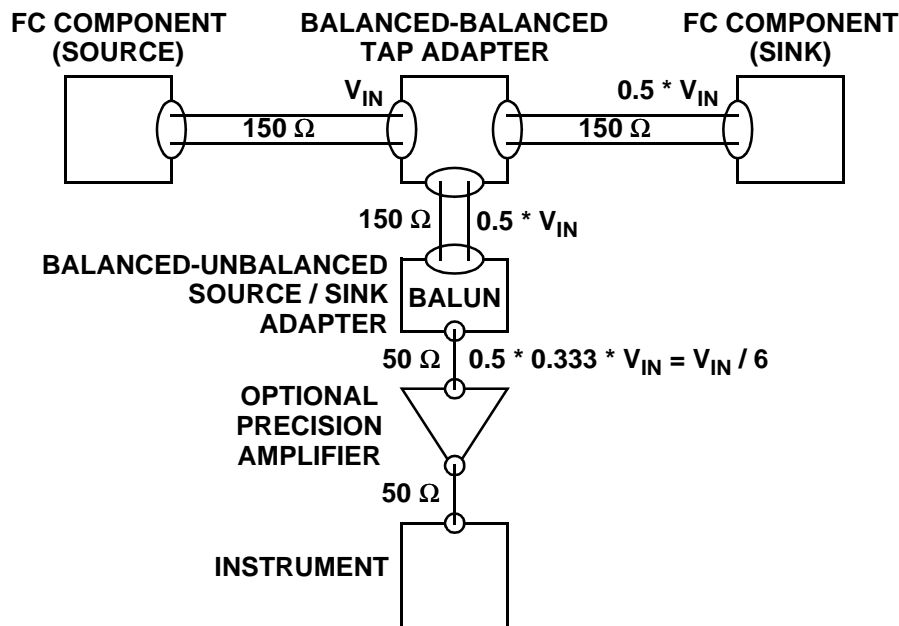 FC COMPONENT
(SOURCE)
BALANCED-BALANCED
TAP ADAPTER
FC COMPONENT
(SINK)
V_IN
0.5 * V_IN
150 Ω
150 Ω
150 Ω
0.5 * V_IN
BALANCED-UNBALANCED
SOURCE / SINK
ADAPTER
BALUN
50 Ω
0.5 * 0.333 * V_IN = V_IN / 6
OPTIONAL
PRECISION
AMPLIFIER
50 Ω
INSTRUMENT